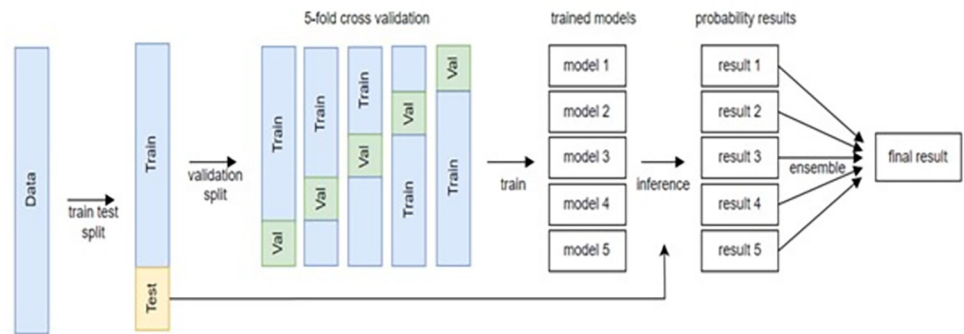 5-fold cross validation
trained models
probability results
Data
train test
split
Train
Test
validation
split
Train
Val
Train
Val
Train
Val
Val
Train
Val
Train
train
model 1
model 2
model 3
model 4
model 5
inference
result 1
result 2
result 3
result 4
result 5
ensemble
final result